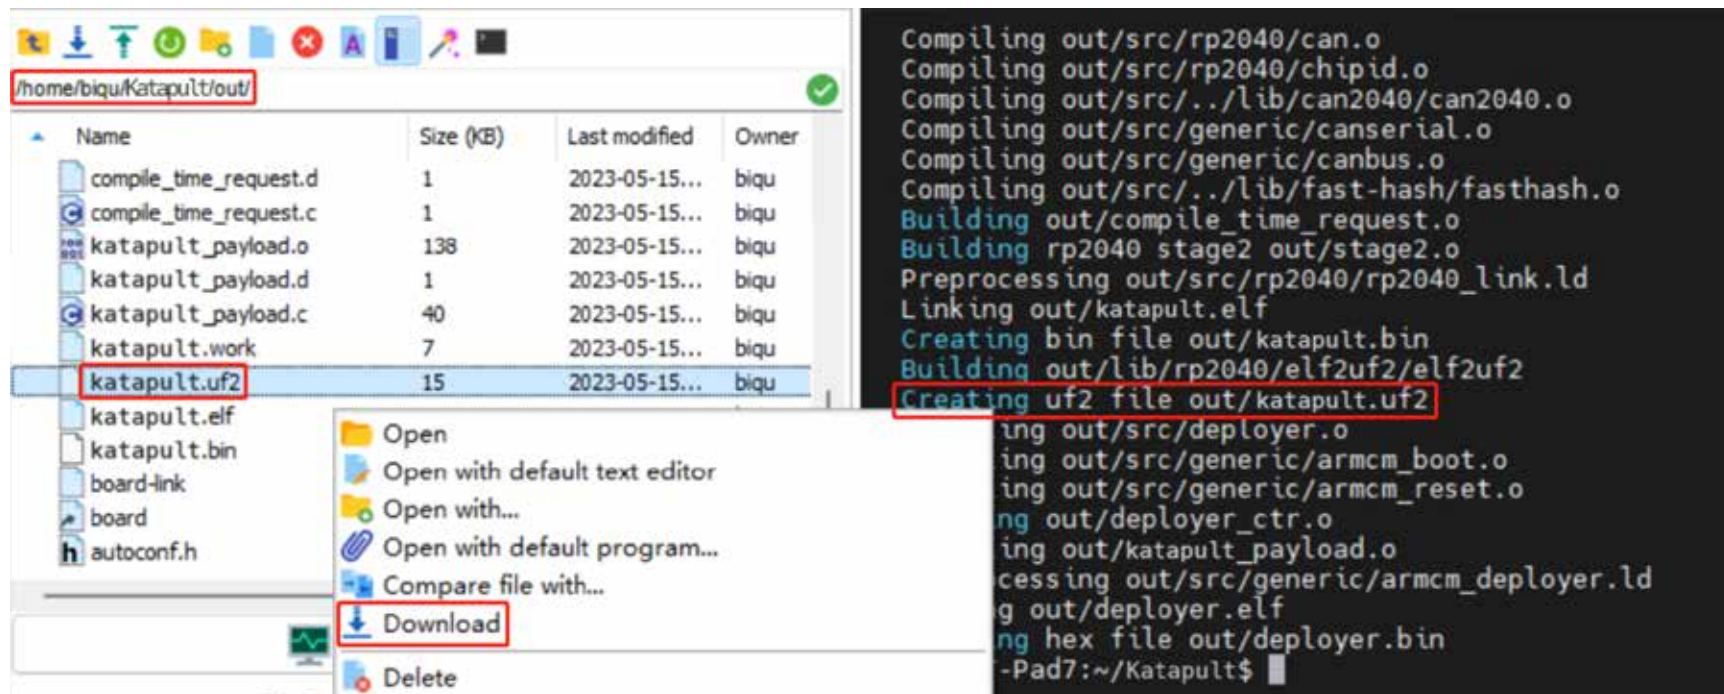 /home/biqu/Katapult/out/
Name Size (KB) Last modified Owner
compile_time_request.d 1 2023-05-15... biqu
compile_time_request.c 1 2023-05-15... biqu
katapult_payload.o 138 2023-05-15... biqu
katapult_payload.d 1 2023-05-15... biqu
katapult_payload.c 40 2023-05-15... biqu
katapult.work 7 2023-05-15... biqu
katapult.uf2 15 2023-05-15... biqu
katapult.elf
katapult.bin
board-link
board
autoconf.h
Open
Open with default text editor
Open with...
Open with default program...
Compare file with...
Download
Delete
Compiling out/src/rp2040/can.o
Compiling out/src/rp2040/chipid.o
Compiling out/src/../lib/can2040/can2040.o
Compiling out/src/generic/canserial.o
Compiling out/src/generic/canbus.o
Compiling out/src/../lib/fast-hash/fasthash.o
Building out/compile_time_request.o
Building rp2040 stage2 out/stage2.o
Preprocessing out/src/rp2040/rp2040_link.ld
Linking out/katapult.elf
Creating bin file out/katapult.bin
Building out/lib/rp2040/elf2uf2/elf2uf2
Creating uf2 file out/katapult.uf2
ing out/src/deployer.o
ing out/src/generic/armcm_boot.o
ing out/src/generic/armcm_reset.o
ng out/deployer_ctr.o
ing out/katapult_payload.o
cessing out/src/generic/armcm_deployer.ld
g out/deployer.elf
ng hex file out/deployer.bin
-Pad7:~/Katapult$